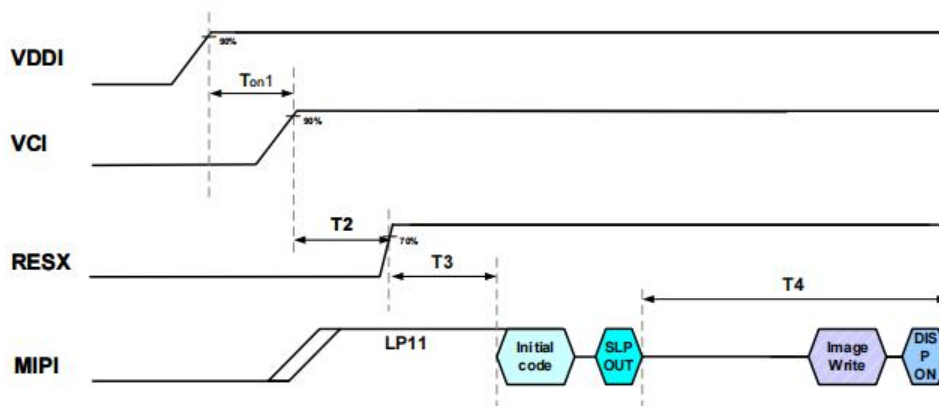 VDDI
90%
Ton1
VCI
90%
T2
RESX
70%
T3
T4
MIPI
LP11
Initial
code
SLP
OUT
Image
Write
DIS
P
ON